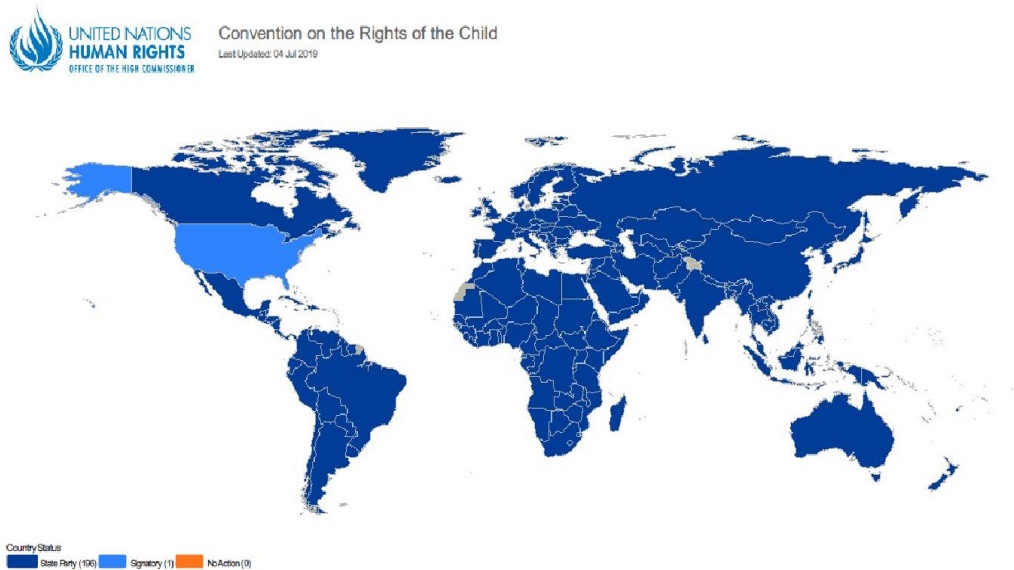 UNITED NATIONS
HUMAN RIGHTS
OFFICE OF THE HIGH COMMISSIONER
Convention on the Rights of the Child
Last Updated: 04 Jul 2019
Country Status
State Party (196) Signatory (1) No Action (0)